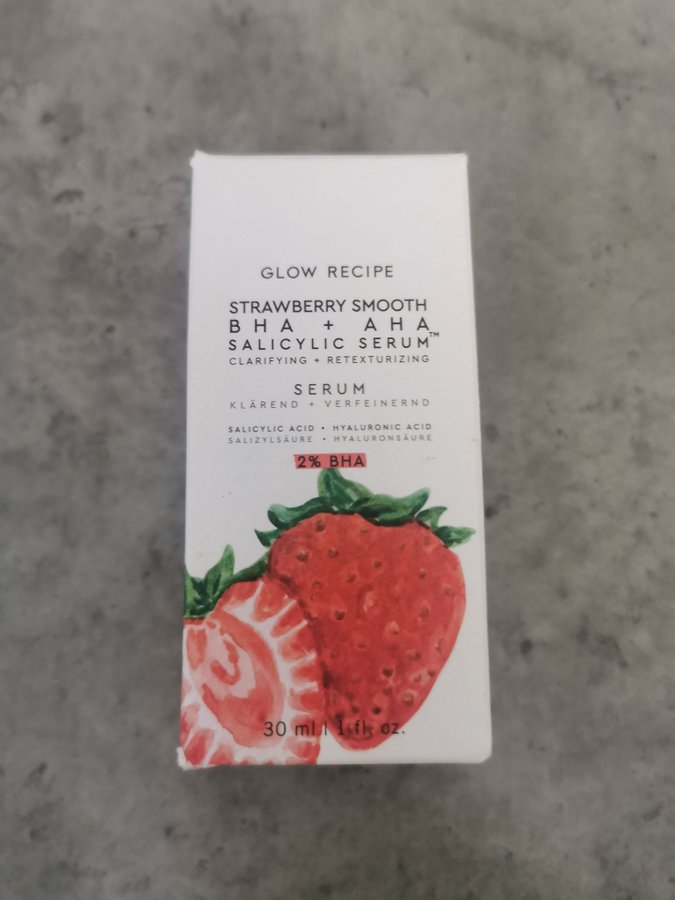 GLOW RECIPE
STRAWBERRY SMOOTH
BHA + AHA
SALICYLIC SERUM™
CLARIFYING + RETEXTURIZING
SERUM
KLÄREND + VERFEINERND
SALICYLIC ACID • HYALURONIC ACID
SALIZYLSÄURE • HYALURONSÄURE
2% BHA
30 ml | 1 fl. oz.